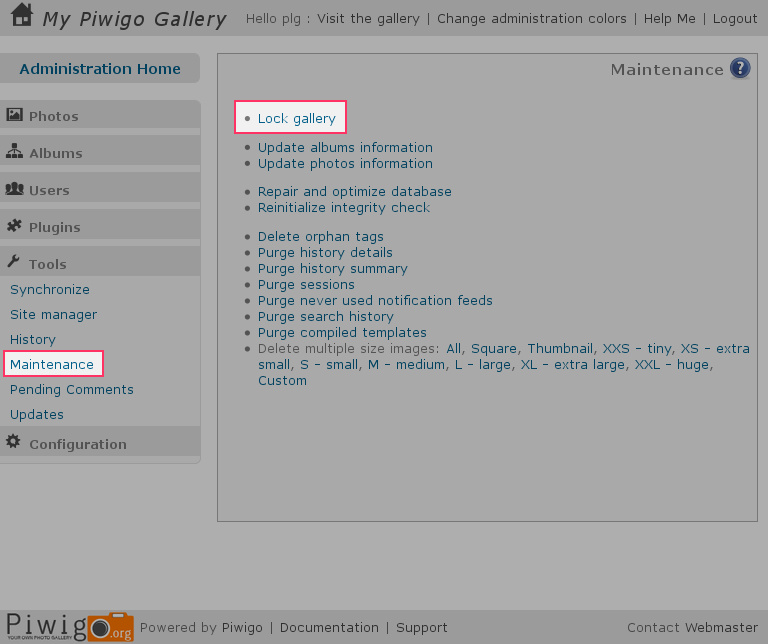 My Piwigo Gallery Hello plg : Visit the gallery | Change administration colors | Help Me | Logout
Administration Home
Photos
Albums
Users
Plugins
Tools
Synchronize
Site manager
History
Maintenance
Pending Comments
Updates
Configuration
Maintenance ?
• Lock gallery
• Update albums information
• Update photos information
• Repair and optimize database
• Reinitialize integrity check
• Delete orphan tags
• Purge history details
• Purge history summary
• Purge sessions
• Purge never used notification feeds
• Purge search history
• Purge compiled templates
• Delete multiple size images: All, Square, Thumbnail, XXS - tiny, XS - extra
small, S - small, M - medium, L - large, XL - extra large, XXL - huge,
Custom
Piwigo.org
YOUR OWN PHOTO GALLERY
Powered by Piwigo | Documentation | Support
Contact Webmaster